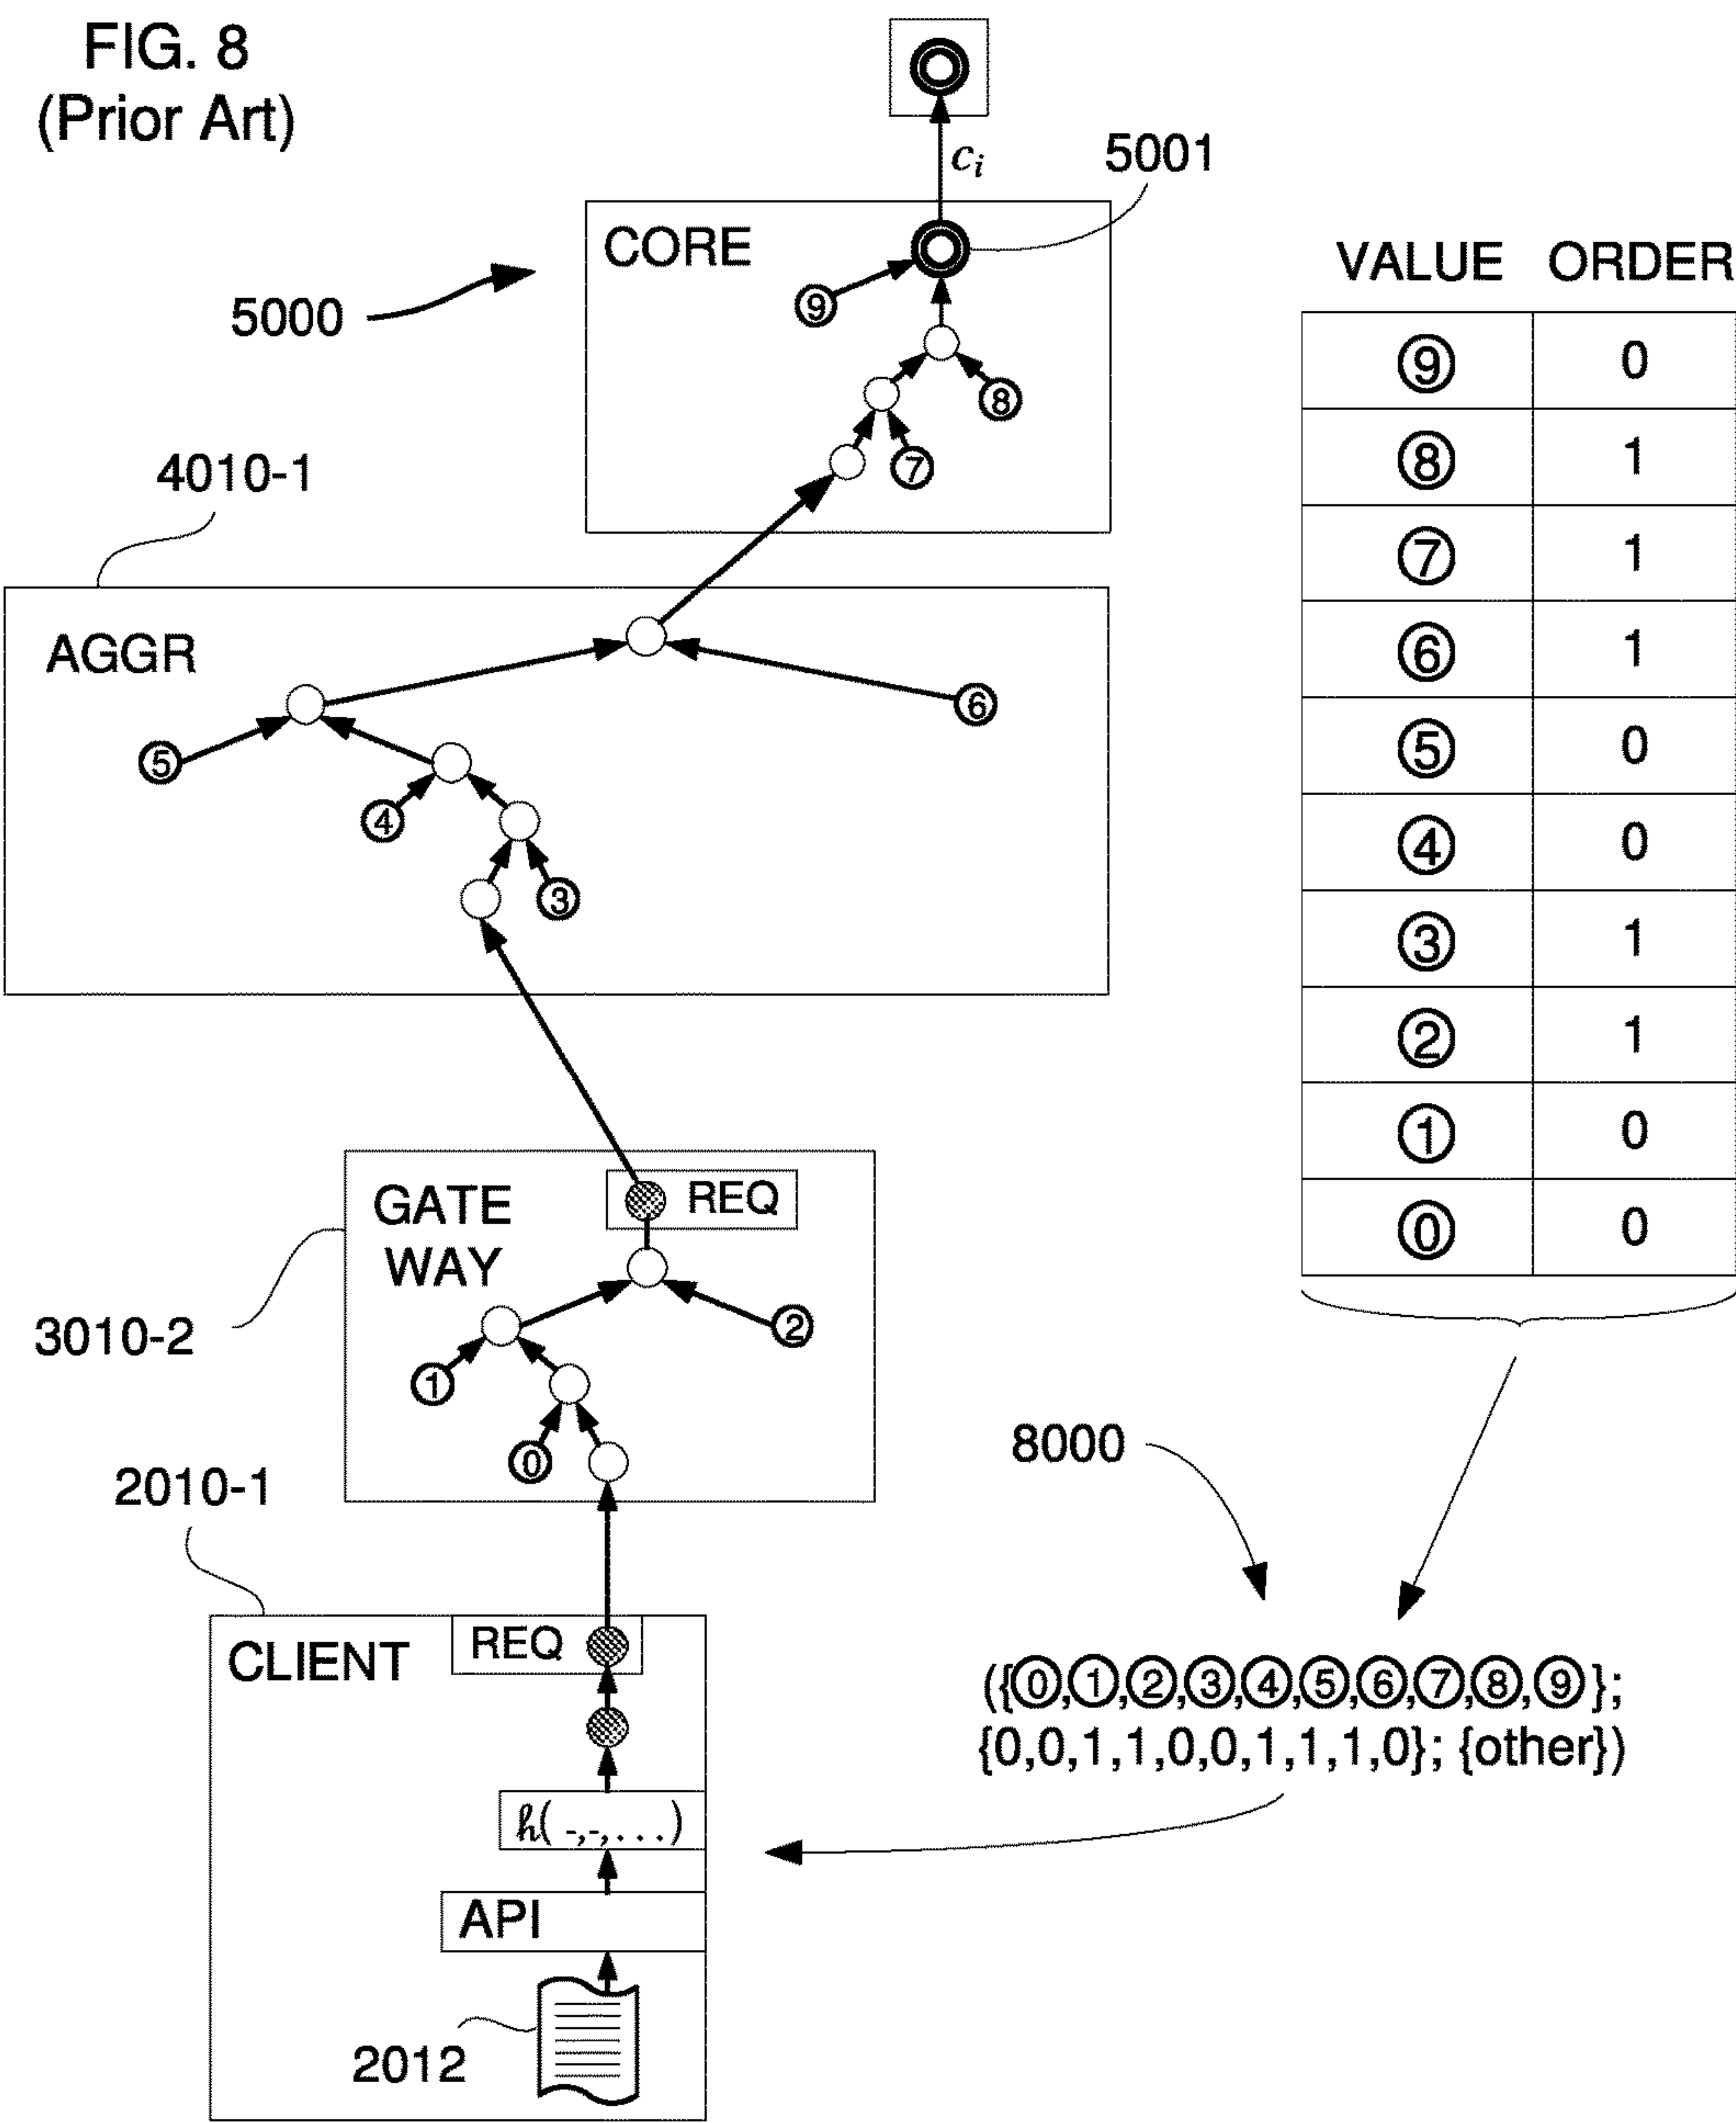 FIG. 8
(Prior Art)
cᵢ
5001
CORE
5000
⑨
⑧
⑦
4010-1
AGGR
⑥
⑤
④
③
GATE
WAY
REQ
3010-2
②
①
⓪
2010-1
CLIENT
REQ
h( -,-,...)
API
2012
VALUE ORDER
⑨ 0
⑧ 1
⑦ 1
⑥ 1
⑤ 0
④ 0
③ 1
② 1
① 0
⓪ 0
8000
({⓪,①,②,③,④,⑤,⑥,⑦,⑧,⑨};
{0,0,1,1,0,0,1,1,1,0}; {other})